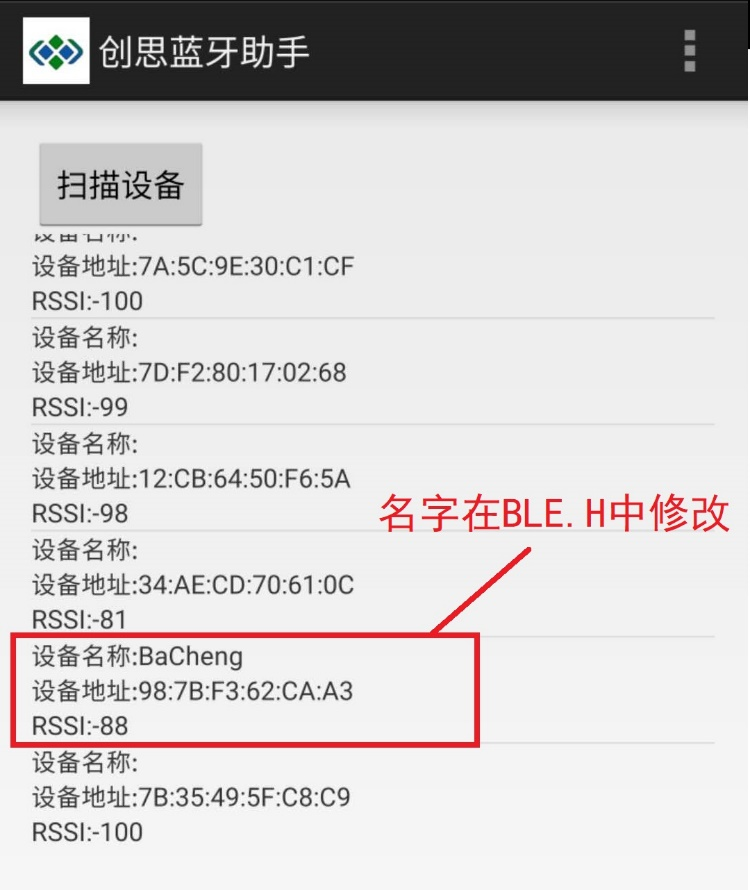 创思蓝牙助手
扫描设备
设备名称:
设备地址:7A:5C:9E:30:C1:CF
RSSI:-100
设备名称:
设备地址:7D:F2:80:17:02:68
RSSI:-99
设备名称:
设备地址:12:CB:64:50:F6:5A
RSSI:-98
名字在BLE.H中修改
设备名称:
设备地址:34:AE:CD:70:61:0C
RSSI:-81
设备名称:BaCheng
设备地址:98:7B:F3:62:CA:A3
RSSI:-88
设备名称:
设备地址:7B:35:49:5F:C8:C9
RSSI:-100